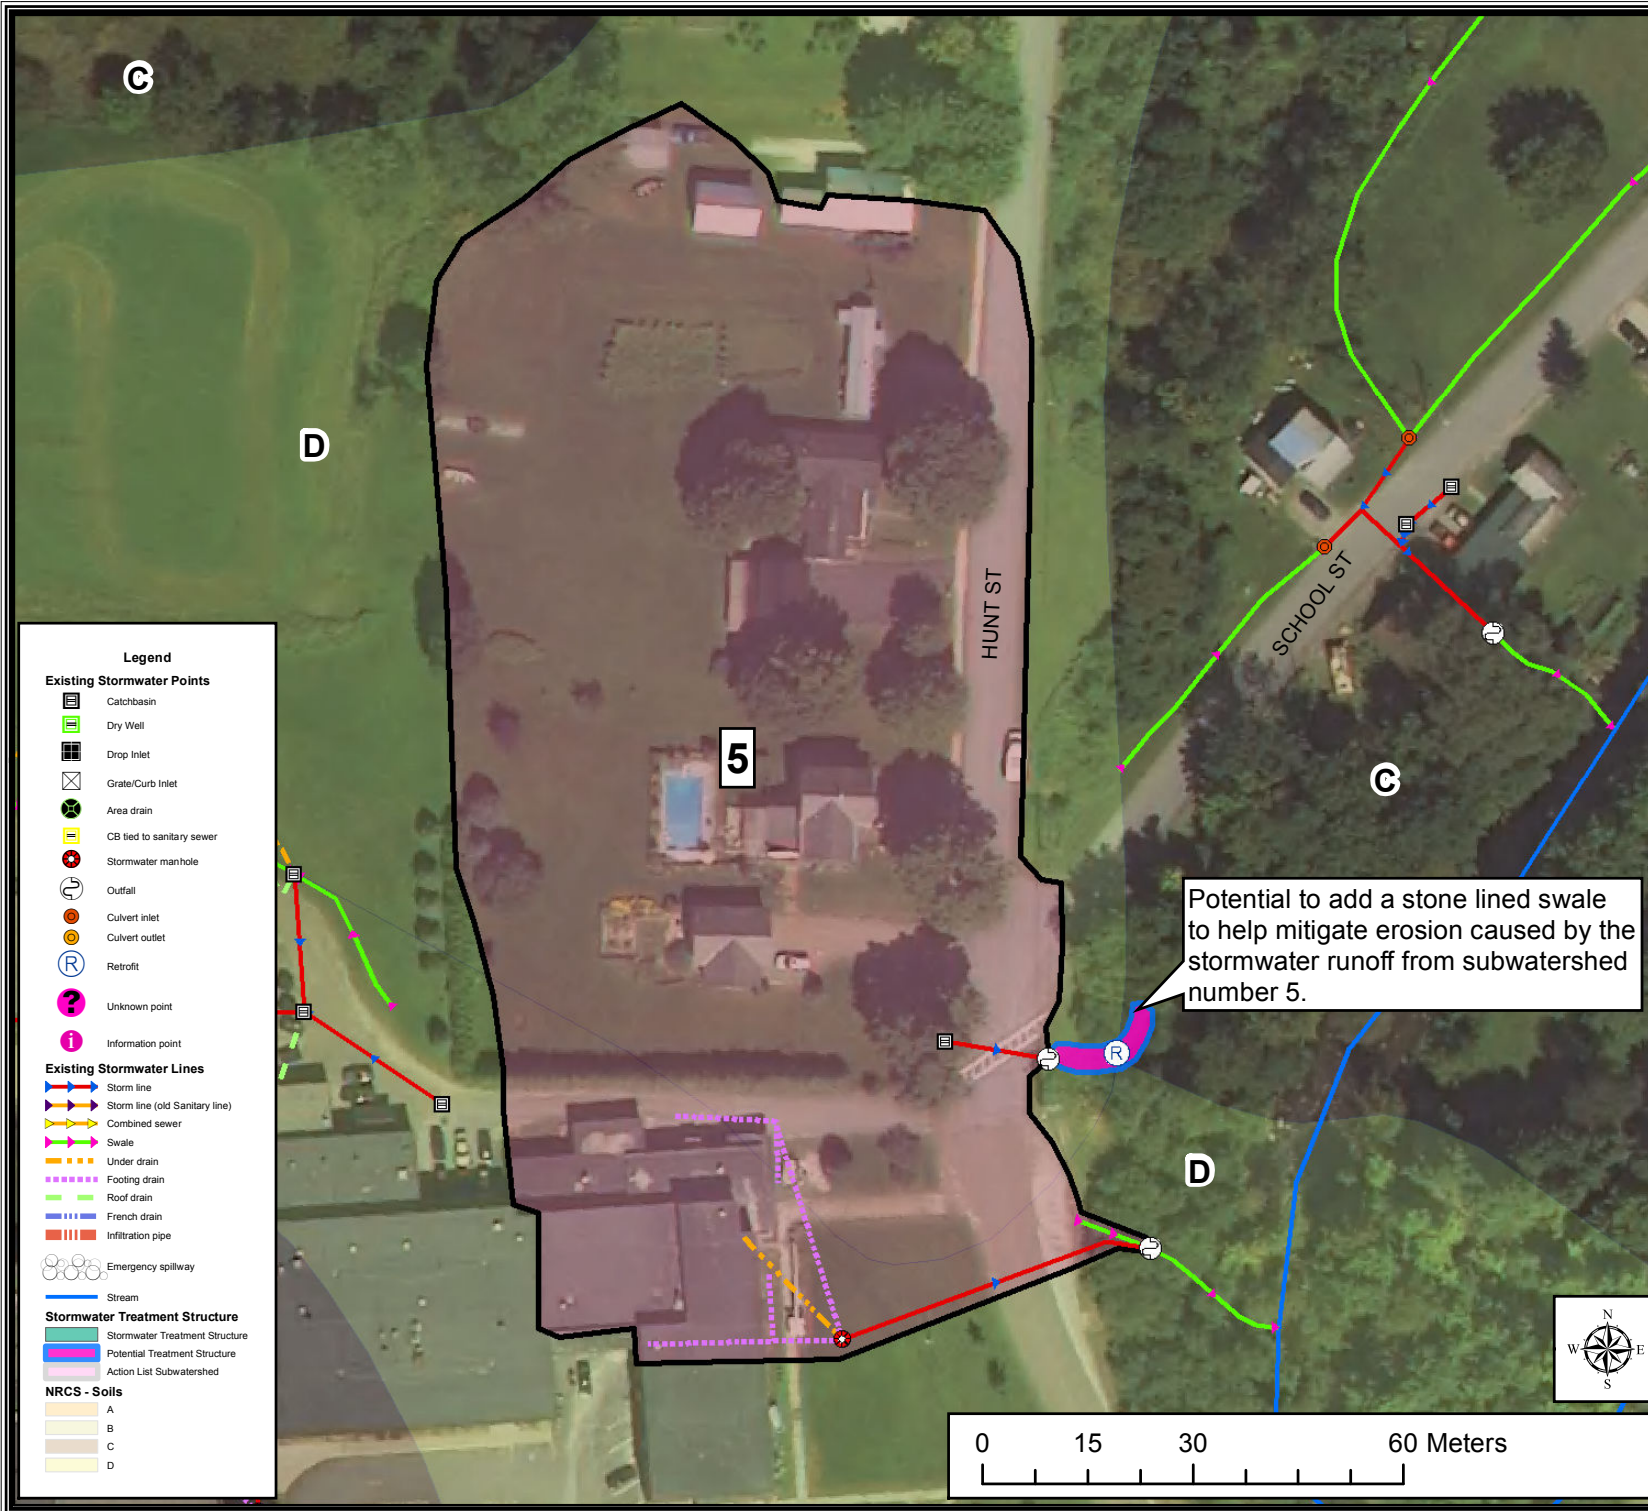 C
D
HUNT ST
SCHOOL ST
5
C
Potential to add a stone lined swale
to help mitigate erosion caused by the
stormwater runoff from subwatershed
number 5.
R
D
Legend
Existing Stormwater Points
Catchbasin
Dry Well
Drop Inlet
Grate/Curb Inlet
Area drain
CB tied to sanitary sewer
Stormwater manhole
Outfall
Culvert inlet
Culvert outlet
R Retrofit
? Unknown point
i Information point
Existing Stormwater Lines
Storm line
Storm line (old Sanitary line)
Combined sewer
Swale
Under drain
Footing drain
Roof drain
French drain
Infiltration pipe
Emergency spillway
Stream
Stormwater Treatment Structure
Stormwater Treatment Structure
Potential Treatment Structure
Action List Subwatershed
NRCS - Soils
A
B
C
D
N
W E
S
0 15 30 60 Meters